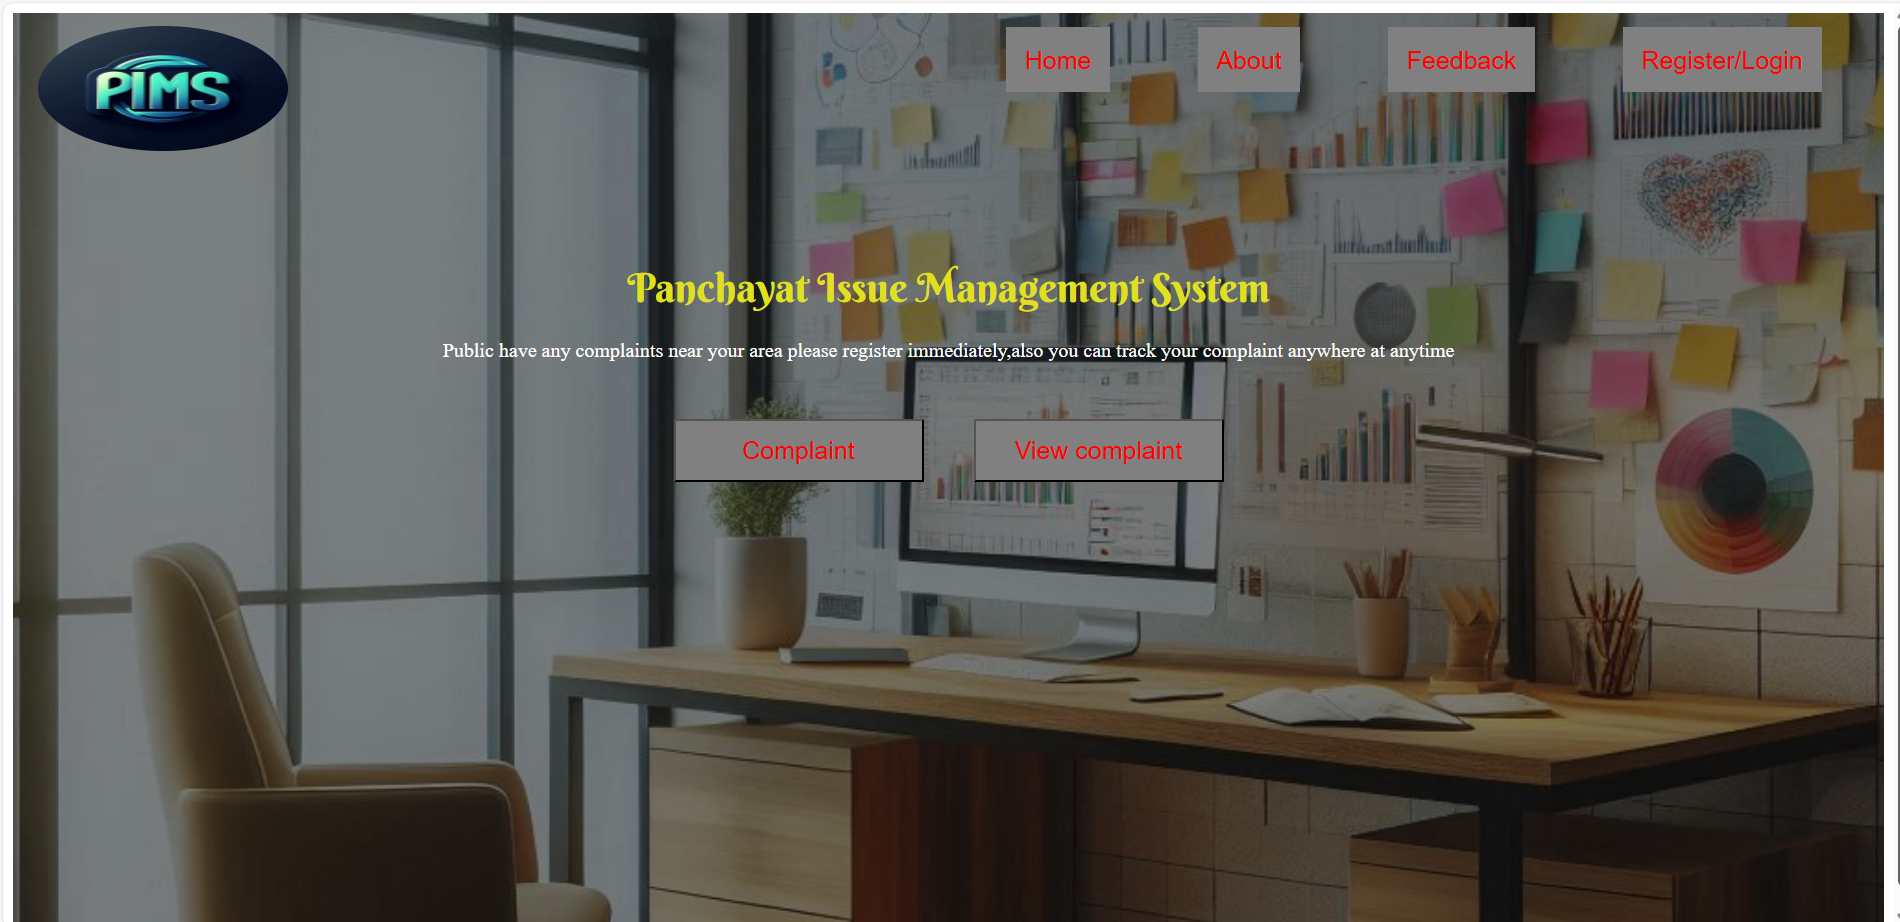 PIMS
Home
About
Feedback
Register/Login
Panchayat Issue Management System
Public have any complaints near your area please register immediately,also you can track your complaint anywhere at anytime
Complaint
View complaint